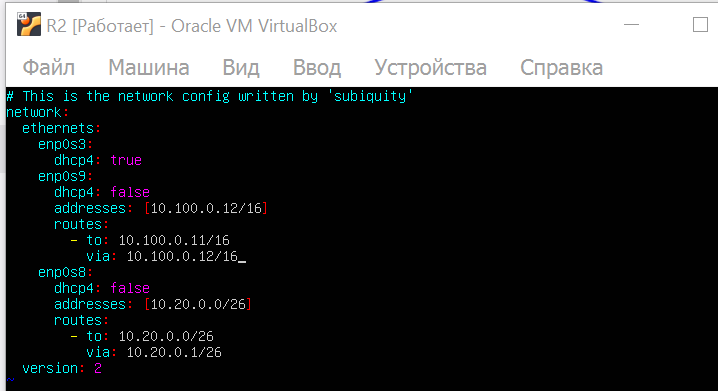 R2 [Работает] - Oracle VM VirtualBox
Файл Машина Вид Ввод Устройства Справка
# This is the network config written by 'subiquity'
network:
  ethernets:
    enp0s3:
      dhcp4: true
    enp0s9:
      dhcp4: false
      addresses: [10.100.0.12/16]
      routes:
        - to: 10.100.0.11/16
          via: 10.100.0.12/16_
    enp0s8:
      dhcp4: false
      addresses: [10.20.0.0/26]
      routes:
        - to: 10.20.0.0/26
          via: 10.20.0.1/26
  version: 2
~